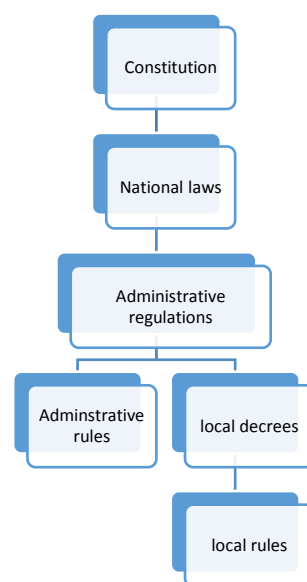 Constitution
National laws
Administrative
regulations
Adminstrative
rules
local decrees
local rules